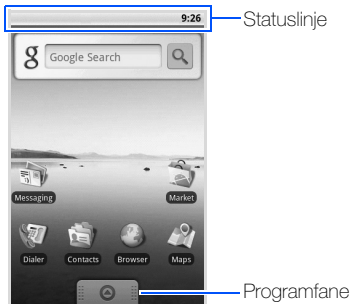 9:26
Statuslinje
g Google Search
Messaging Market
Dialer Contacts Browser Maps
Programfane